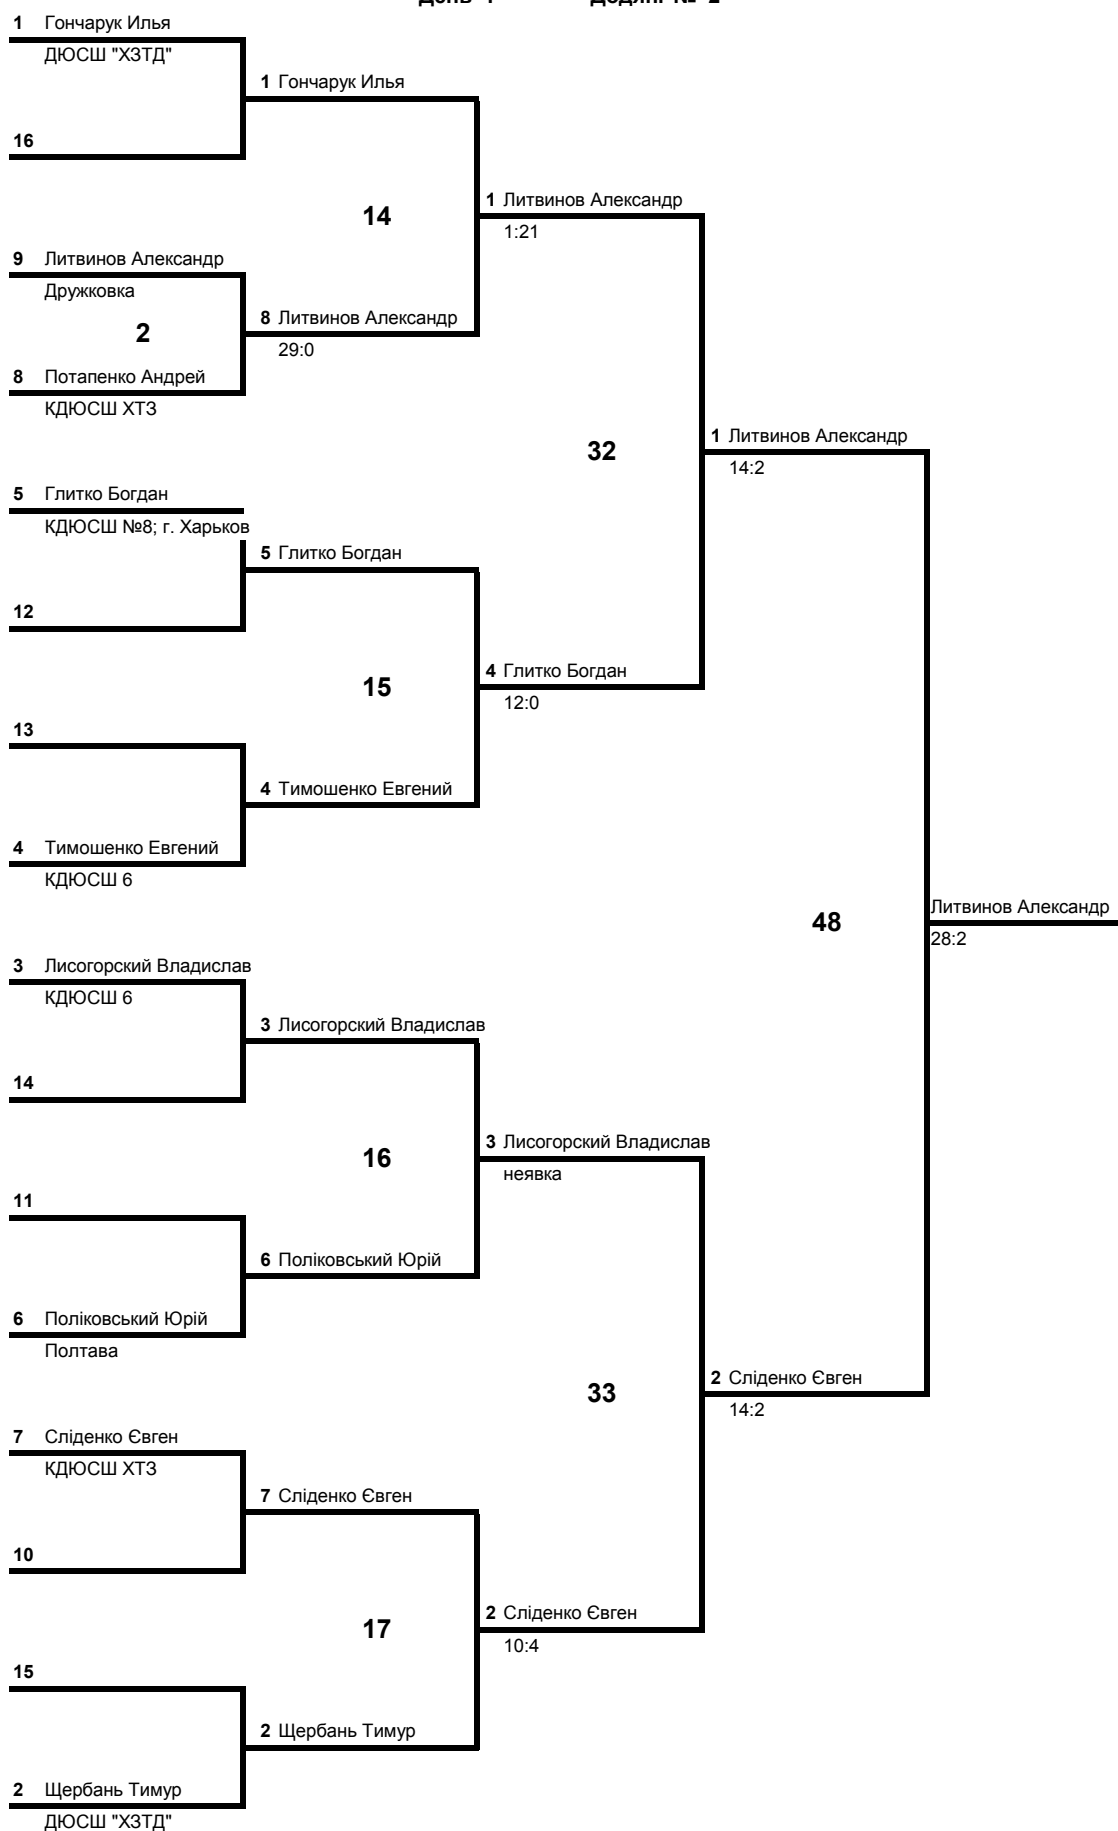 1 Гончарук Илья
ДЮСШ "ХЗТД"
1 Гончарук Илья
16
14
1 Литвинов Александр
1:21
9 Литвинов Александр
Дружковка
2
8 Литвинов Александр
29:0
8 Потапенко Андрей
КДЮСШ ХТЗ
32
1 Литвинов Александр
14:2
5 Глитко Богдан
КДЮСШ №8; г. Харьков
5 Глитко Богдан
12
15
4 Глитко Богдан
12:0
13
4 Тимошенко Евгений
4 Тимошенко Евгений
КДЮСШ 6
48
Литвинов Александр
28:2
3 Лисогорский Владислав
КДЮСШ 6
3 Лисогорский Владислав
14
16
3 Лисогорский Владислав
неявка
11
6 Поліковський Юрій
6 Поліковський Юрій
Полтава
33
2 Сліденко Євген
14:2
7 Сліденко Євген
КДЮСШ ХТЗ
7 Сліденко Євген
10
17
2 Сліденко Євген
10:4
15
2 Щербань Тимур
2 Щербань Тимур
ДЮСШ "ХЗТД"